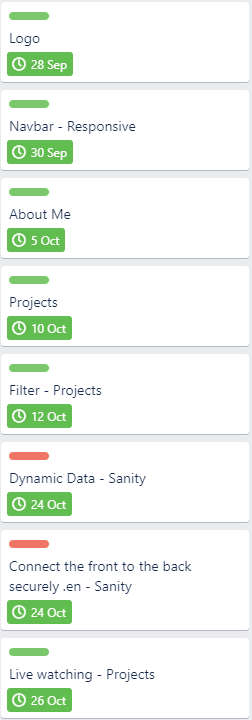 Logo
28 Sep
Navbar - Responsive
30 Sep
About Me
5 Oct
Projects
10 Oct
Filter - Projects
12 Oct
Dynamic Data - Sanity
24 Oct
Connect the front to the back
securely .en - Sanity
24 Oct
Live watching - Projects
26 Oct